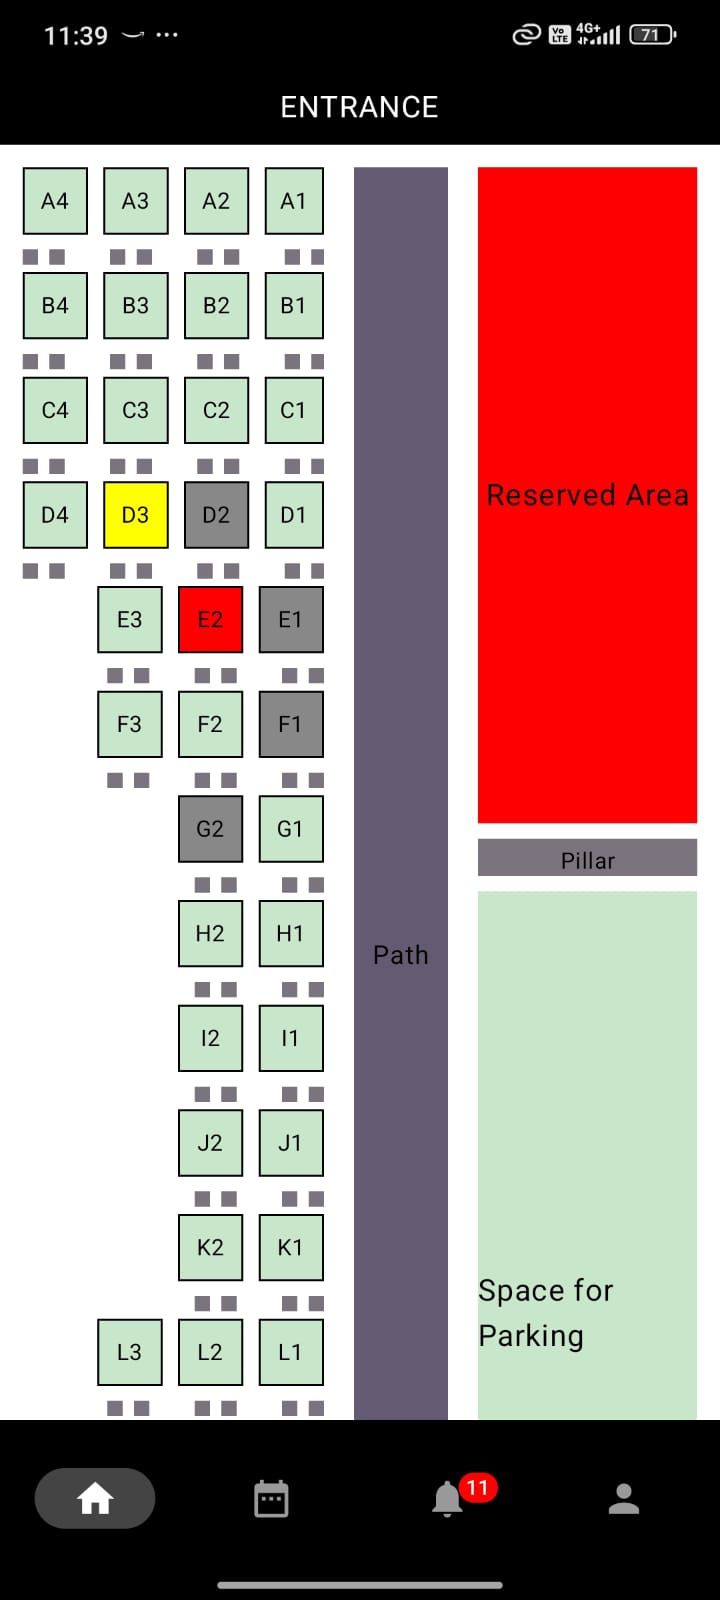 11:39
Vo LTE 4G+ 71
ENTRANCE
A4 A3 A2 A1
B4 B3 B2 B1
C4 C3 C2 C1
Reserved Area
D4 D3 D2 D1
E3 E2 E1
F3 F2 F1
G2 G1
Pillar
H2 H1
Path
I2 I1
J2 J1
K2 K1
Space for
Parking
L3 L2 L1
11